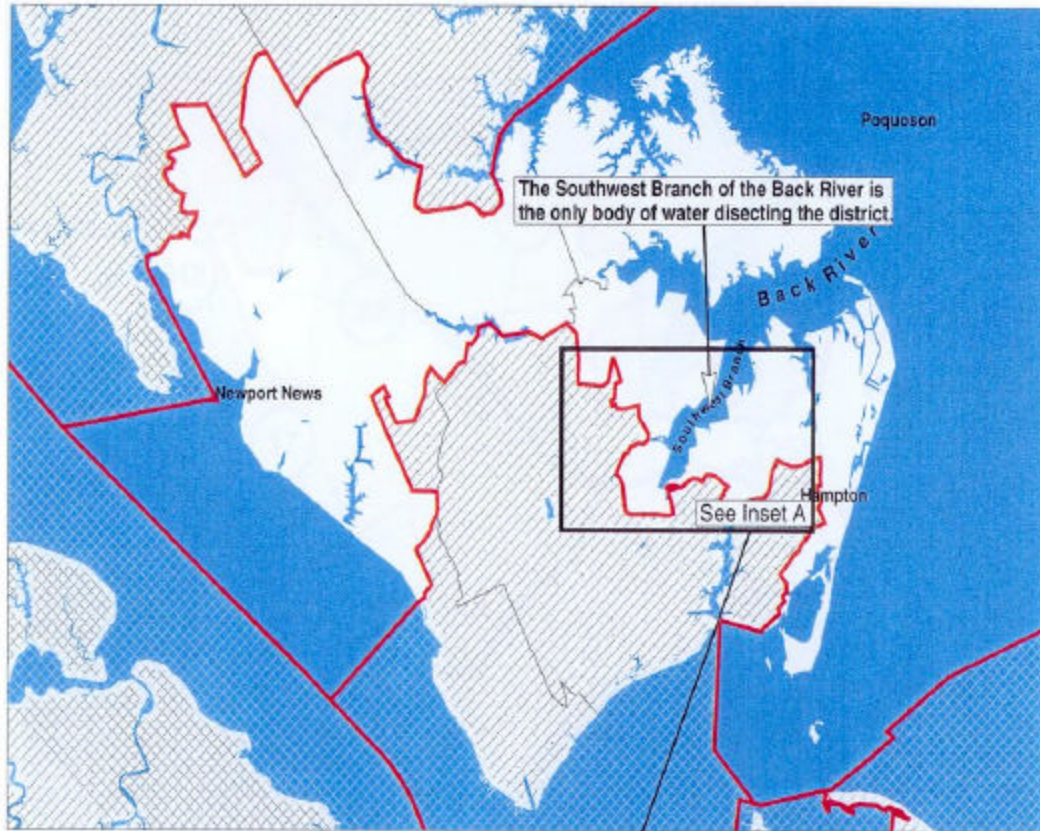 Poquoson
The Southwest Branch of the Back River is
the only body of water disecting the district.
Back River
Southwest Branch
Newport News
Hampton
See Inset A